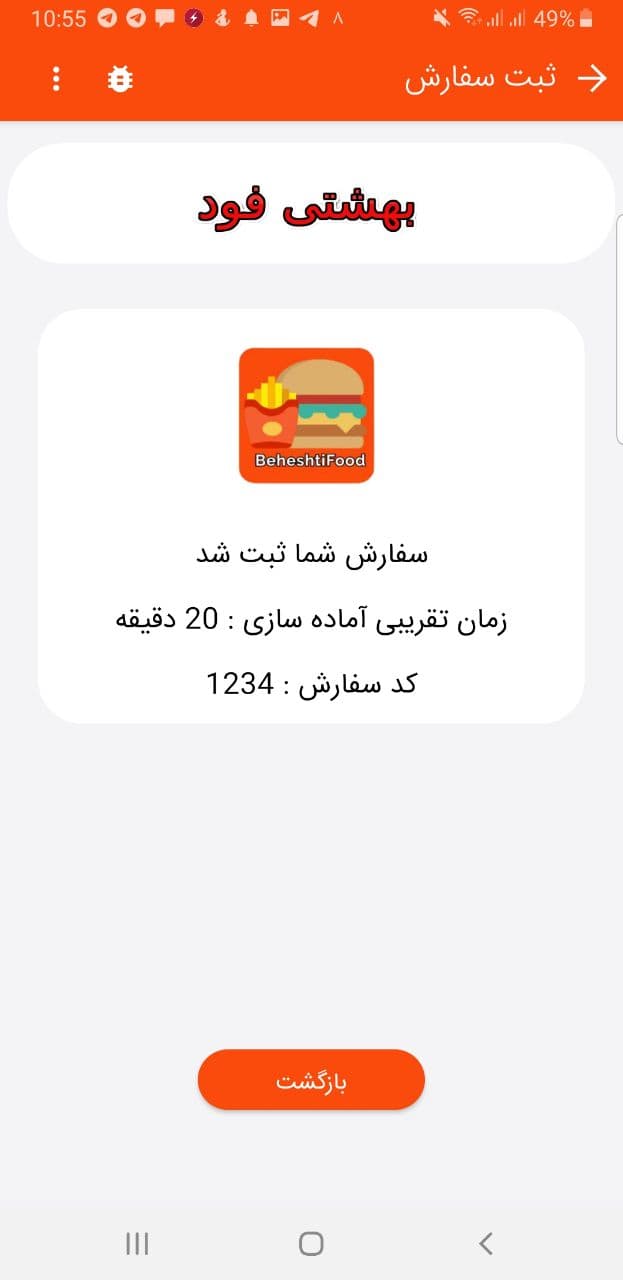 10:55
۸
49%
ثبت سفارش
بهشتی فود
BeheshtiFood
سفارش شما ثبت شد
زمان تقریبی آماده سازی : 20 دقیقه
کد سفارش : 1234
بازگشت